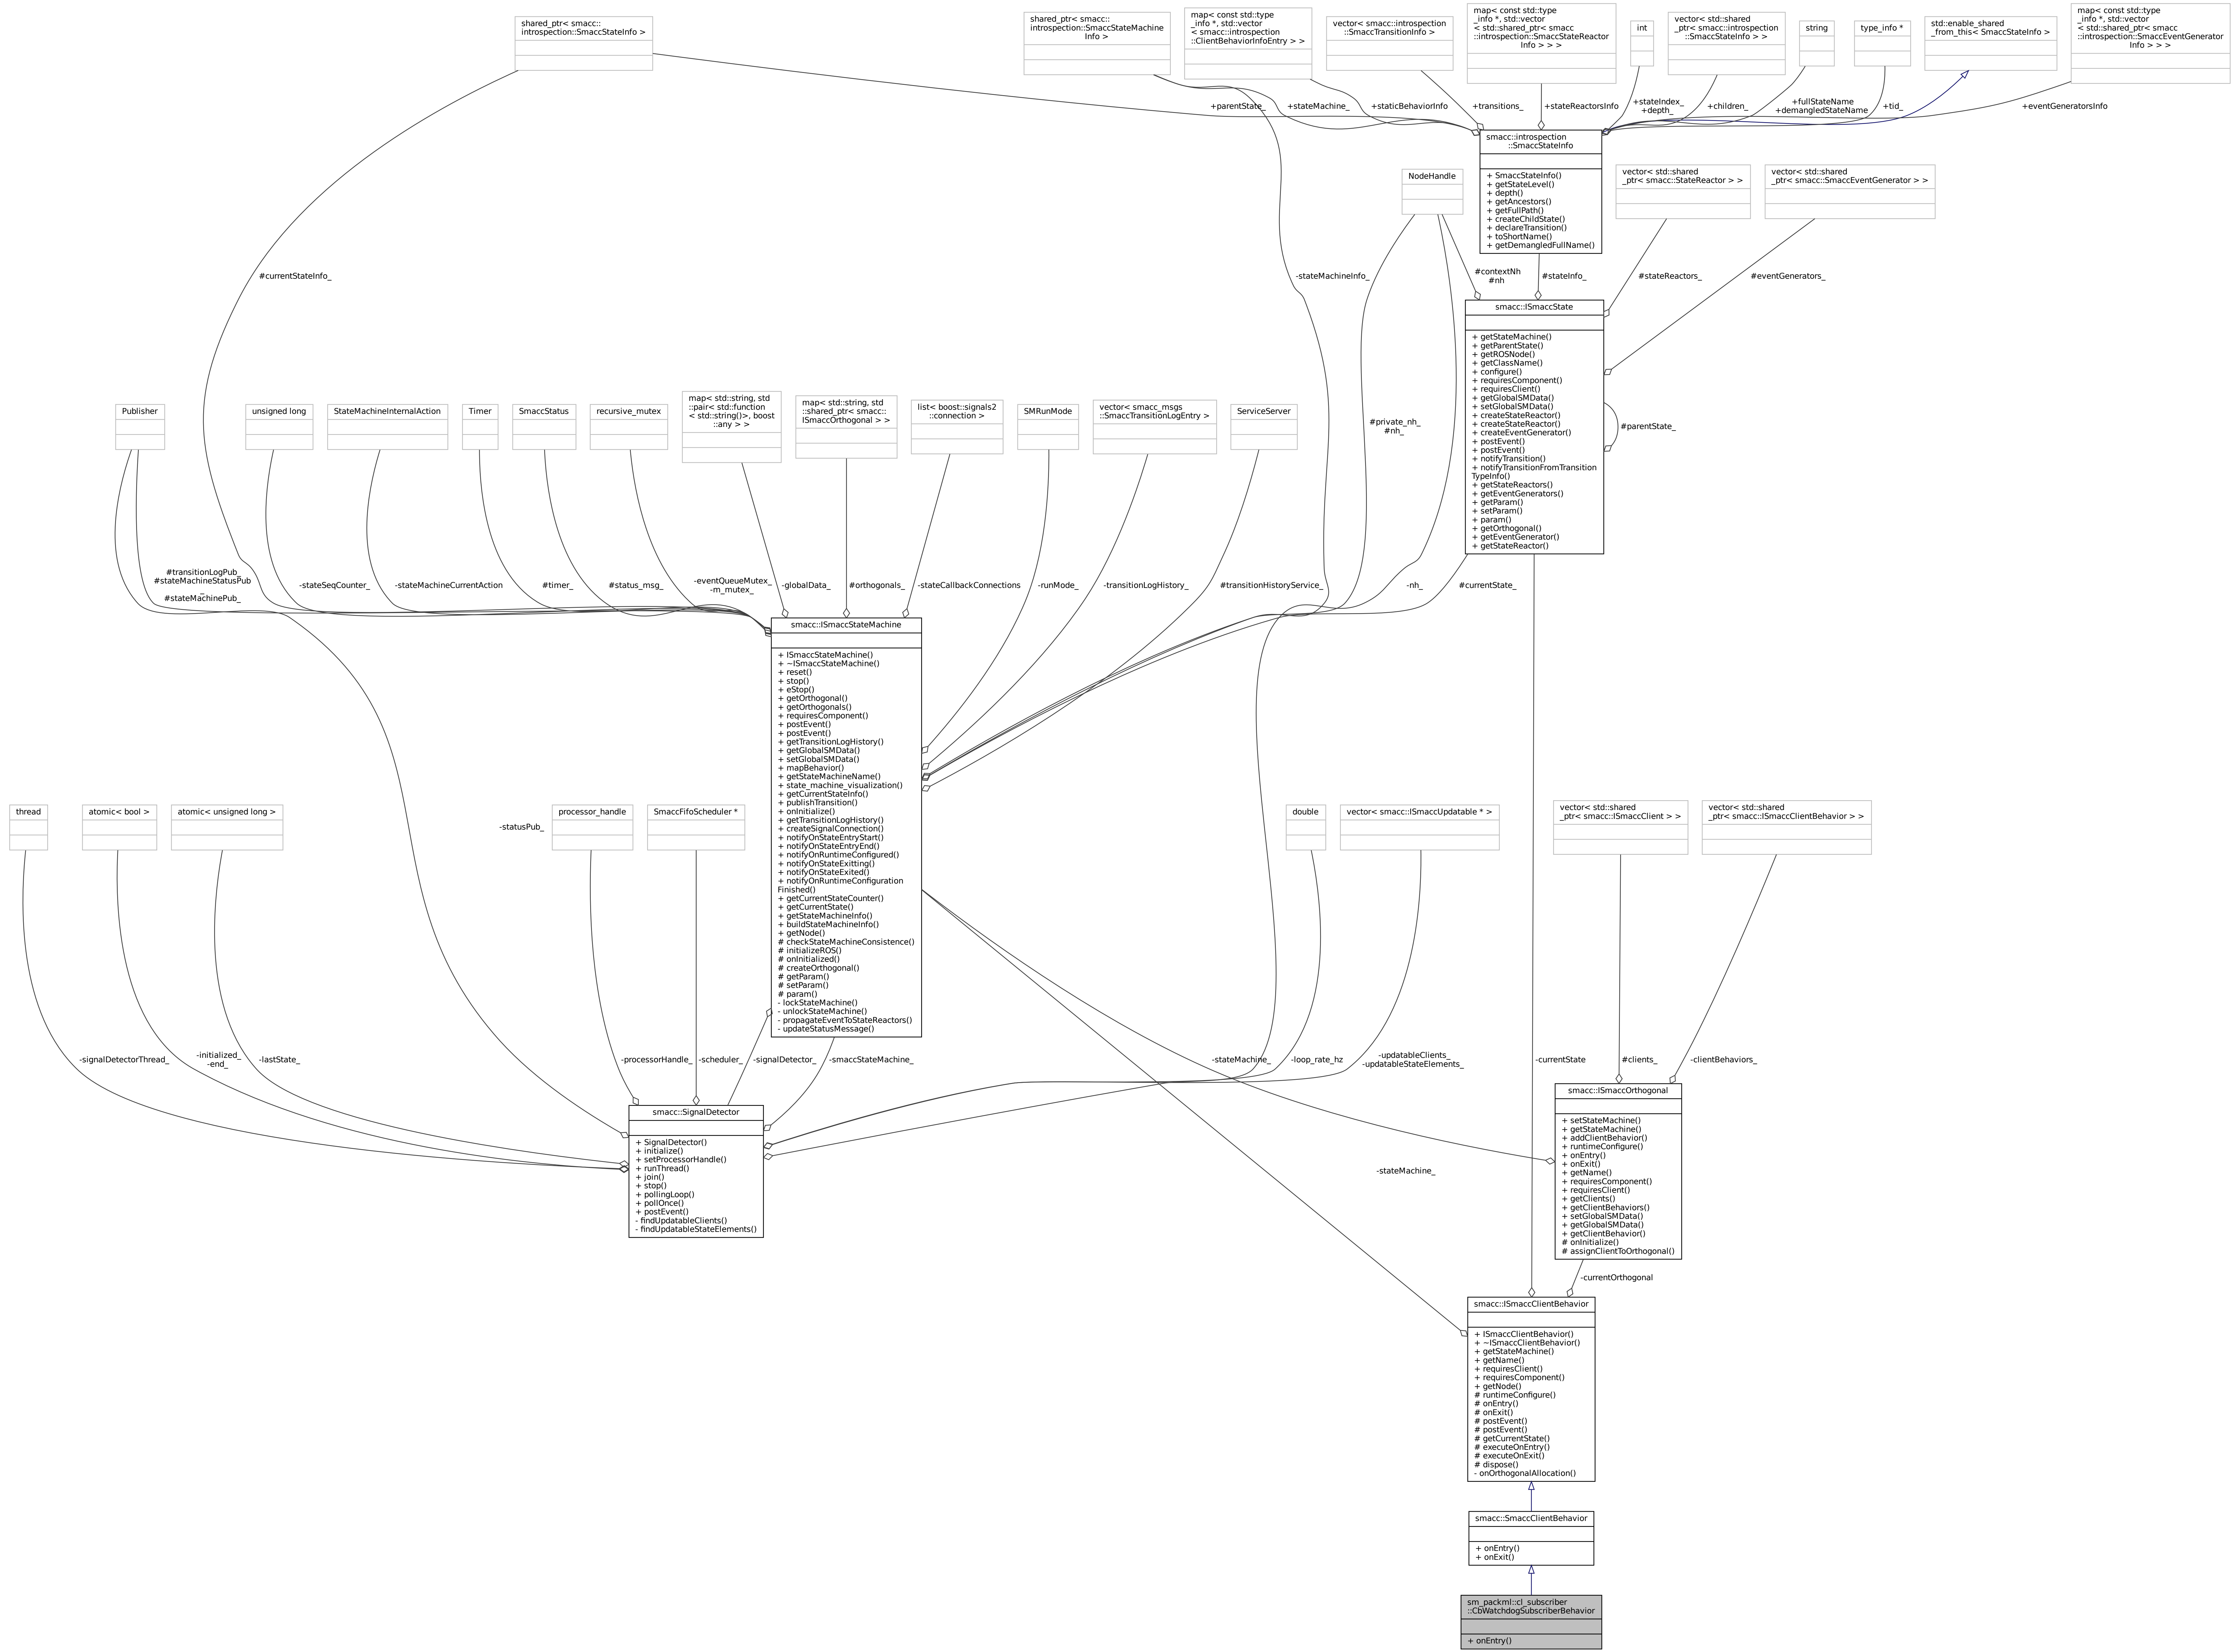 shared_ptr< smacc::
introspection::SmaccStateInfo >
shared_ptr< smacc::
introspection::SmaccStateMachine
Info >
map< const std::type
_info *, std::vector
< smacc::introspection
::ClientBehaviorInfoEntry > >
vector< smacc::introspection
::SmaccTransitionInfo >
map< const std::type
_info *, std::vector
< std::shared_ptr< smacc
::introspection::SmaccStateReactor
Info > > >
int
vector< std::shared
_ptr< smacc::introspection
::SmaccStateInfo > >
string
type_info *
std::enable_shared
_from_this< SmaccStateInfo >
map< const std::type
_info *, std::vector
< std::shared_ptr< smacc
::introspection::SmaccEventGenerator
Info > > >
+parentState_
+stateMachine_
+staticBehaviorInfo
+transitions_
+stateReactorsInfo
+stateIndex_
+depth_
+children_
+fullStateName
+demangledStateName
+tid_
+eventGeneratorsInfo
smacc::introspection
::SmaccStateInfo
+ SmaccStateInfo()
+ getStateLevel()
+ depth()
+ getAncestors()
+ getFullPath()
+ createChildState()
+ declareTransition()
+ toShortName()
+ getDemangledFullName()
NodeHandle
vector< std::shared
_ptr< smacc::StateReactor > >
vector< std::shared
_ptr< smacc::SmaccEventGenerator > >
#currentStateInfo_
-stateMachineInfo_
#contextNh
#nh
#stateInfo_
#stateReactors_
#eventGenerators_
smacc::ISmaccState
+ getStateMachine()
+ getParentState()
+ getROSNode()
+ getClassName()
+ configure()
+ requiresComponent()
+ requiresClient()
+ getGlobalSMData()
+ setGlobalSMData()
+ createStateReactor()
+ createStateReactor()
+ createEventGenerator()
+ postEvent()
+ postEvent()
+ notifyTransition()
+ notifyTransitionFromTransition
TypeInfo()
+ getStateReactors()
+ getEventGenerators()
+ getParam()
+ setParam()
+ param()
+ getOrthogonal()
+ getEventGenerator()
+ getStateReactor()
#parentState_
#private_nh_
#nh_
Publisher
unsigned long
StateMachineInternalAction
Timer
SmaccStatus
recursive_mutex
map< std::string, std
::pair< std::function
< std::string()>, boost
::any > >
map< std::string, std
::shared_ptr< smacc::
ISmaccOrthogonal > >
list< boost::signals2
::connection >
SMRunMode
vector< smacc_msgs
::SmaccTransitionLogEntry >
ServiceServer
#transitionLogPub_
#stateMachineStatusPub
_
#stateMachinePub_
-stateSeqCounter_
-stateMachineCurrentAction
#timer_
#status_msg_
-eventQueueMutex_
-m_mutex_
-globalData_
#orthogonals_
-stateCallbackConnections
-runMode_
-transitionLogHistory_
#transitionHistoryService_
-nh_
#currentState_
smacc::ISmaccStateMachine
+ ISmaccStateMachine()
+ ~ISmaccStateMachine()
+ reset()
+ stop()
+ eStop()
+ getOrthogonal()
+ getOrthogonals()
+ requiresComponent()
+ postEvent()
+ postEvent()
+ getTransitionLogHistory()
+ getGlobalSMData()
+ setGlobalSMData()
+ mapBehavior()
+ getStateMachineName()
+ state_machine_visualization()
+ getCurrentStateInfo()
+ publishTransition()
+ onInitialize()
+ getTransitionLogHistory()
+ createSignalConnection()
+ notifyOnStateEntryStart()
+ notifyOnStateEntryEnd()
+ notifyOnRuntimeConfigured()
+ notifyOnStateExitting()
+ notifyOnStateExited()
+ notifyOnRuntimeConfiguration
Finished()
+ getCurrentStateCounter()
+ getCurrentState()
+ getStateMachineInfo()
+ buildStateMachineInfo()
+ getNode()
# checkStateMachineConsistence()
# initializeROS()
# onInitialized()
# createOrthogonal()
# getParam()
# setParam()
# param()
- lockStateMachine()
- unlockStateMachine()
- propagateEventToStateReactors()
- updateStatusMessage()
thread
atomic< bool >
atomic< unsigned long >
-statusPub_
processor_handle
SmaccFifoScheduler *
double
vector< smacc::ISmaccUpdatable * >
vector< std::shared
_ptr< smacc::ISmaccClient > >
vector< std::shared
_ptr< smacc::ISmaccClientBehavior > >
-signalDetectorThread_
-initialized_
-end_
-lastState_
-processorHandle_
-scheduler_
-signalDetector_
-smaccStateMachine_
-stateMachine_
-loop_rate_hz
-updatableClients_
-updatableStateElements_
-currentState
#clients_
-clientBehaviors_
smacc::SignalDetector
+ SignalDetector()
+ initialize()
+ setProcessorHandle()
+ runThread()
+ join()
+ stop()
+ pollingLoop()
+ pollOnce()
+ postEvent()
- findUpdatableClients()
- findUpdatableStateElements()
smacc::ISmaccOrthogonal
+ setStateMachine()
+ getStateMachine()
+ addClientBehavior()
+ runtimeConfigure()
+ onEntry()
+ onExit()
+ getName()
+ requiresComponent()
+ requiresClient()
+ getClients()
+ getClientBehaviors()
+ setGlobalSMData()
+ getGlobalSMData()
+ getClientBehavior()
# onInitialize()
# assignClientToOrthogonal()
-stateMachine_
-currentOrthogonal
smacc::ISmaccClientBehavior
+ ISmaccClientBehavior()
+ ~ISmaccClientBehavior()
+ getStateMachine()
+ getName()
+ requiresClient()
+ requiresComponent()
+ getNode()
# runtimeConfigure()
# onEntry()
# onExit()
# postEvent()
# postEvent()
# getCurrentState()
# executeOnEntry()
# executeOnExit()
# dispose()
- onOrthogonalAllocation()
smacc::SmaccClientBehavior
+ onEntry()
+ onExit()
sm_packml::cl_subscriber
::CbWatchdogSubscriberBehavior
+ onEntry()